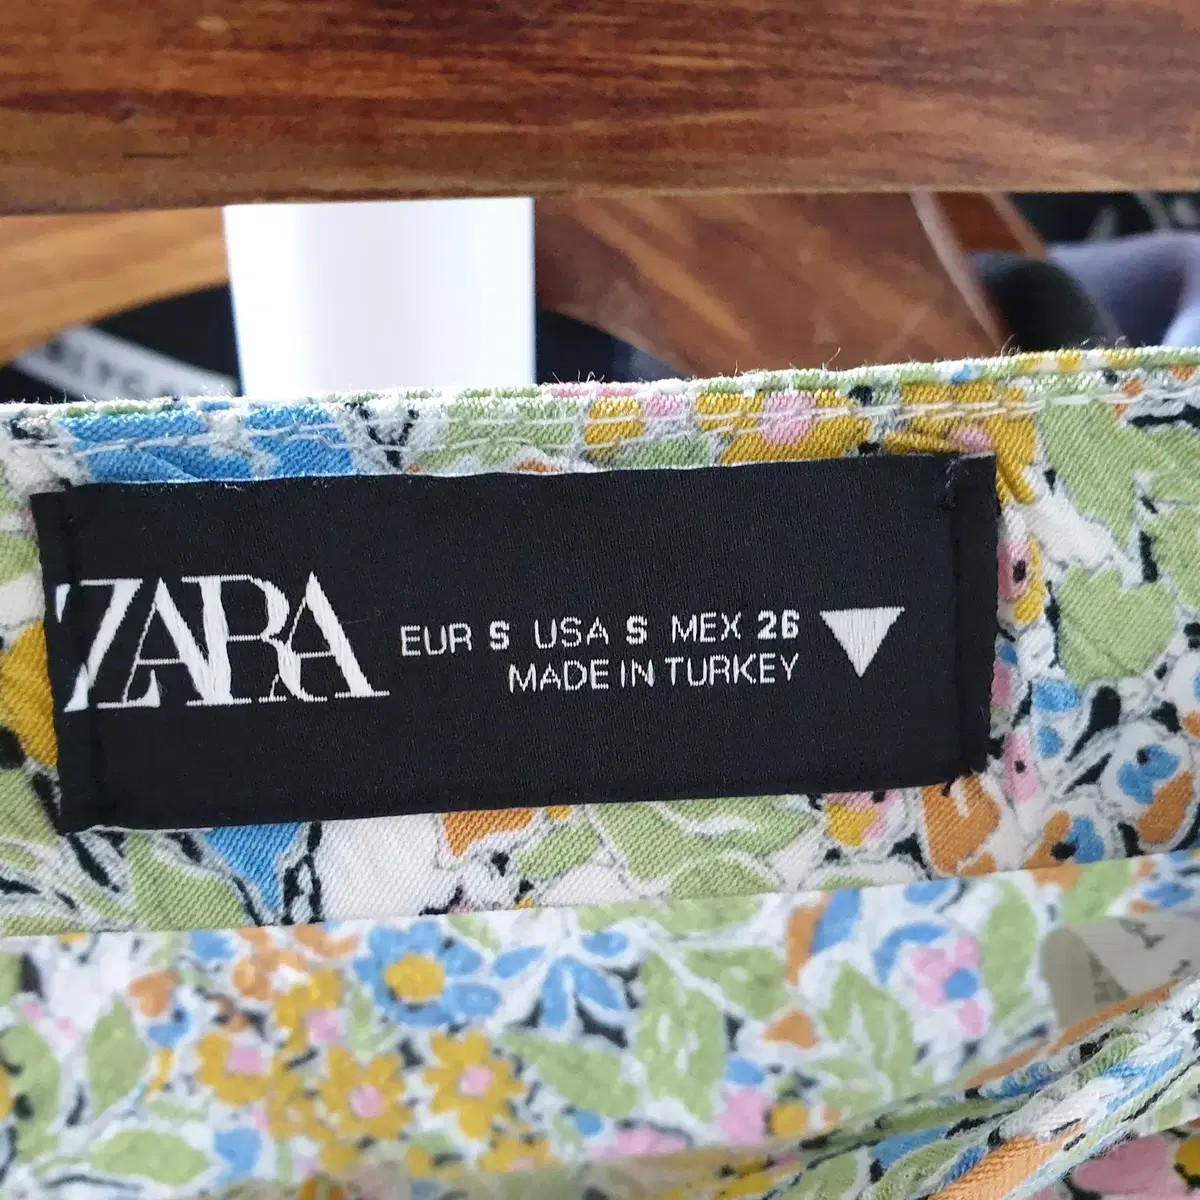 ZARA
EUR S USA S MEX 26
MADE IN TURKEY